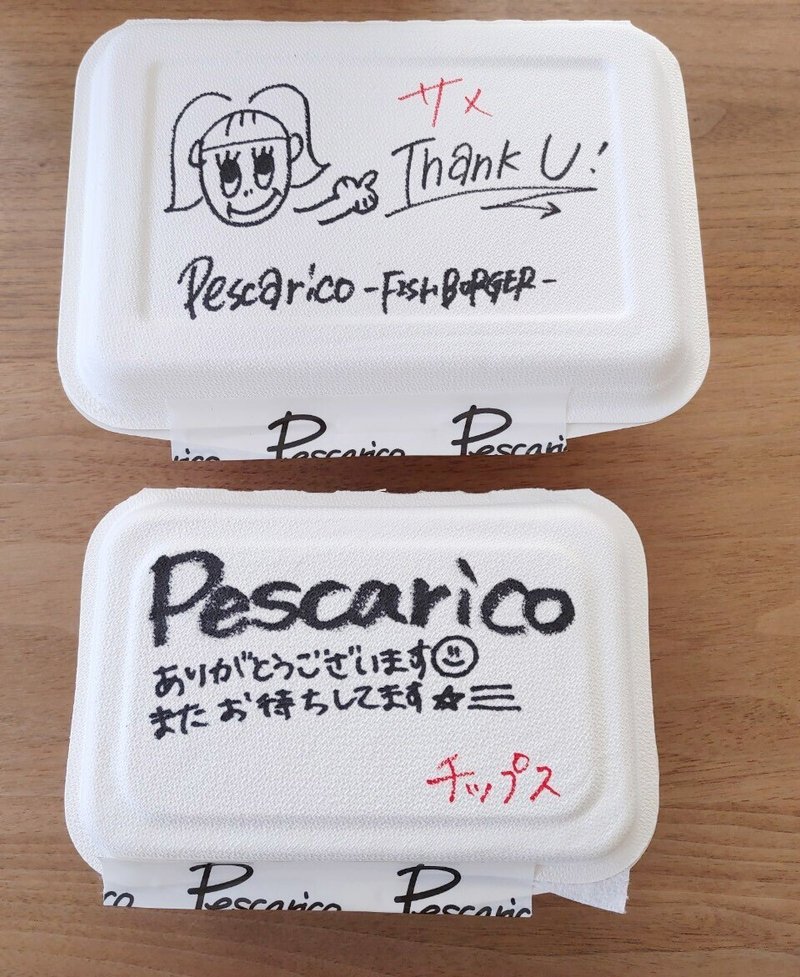 サメ
Thank U!
Pescarico -FISH BURGER-
Pescarico Pescarico
Pescarico
ありがとうございます
またお待ちしてます☆
チップス
Pescarico Pescarico